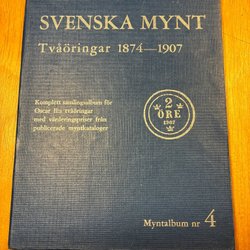 SVENSKA MYNT
Tvåöringar 1874—1907
Komplett samlingsalbum för
Oscar II:s tvåöringar
med värderingspriser från
publicerade myntkataloger
2
ÖRE
1907
Myntalbum nr 4